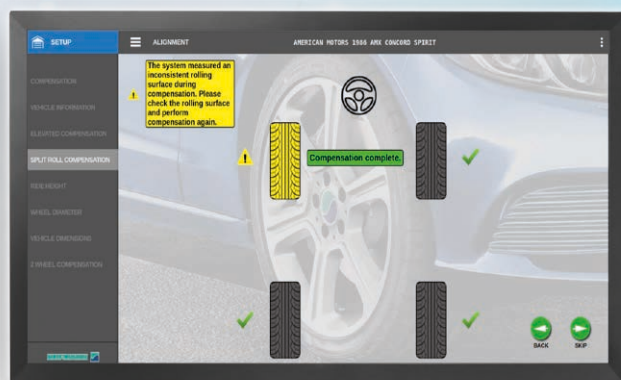 SETUP
ALIGNMENT
AMERICAN MOTORS 1986 AMX CONCORD SPIRIT
The system measured an
inconsistent rolling
surface during
compensation. Please
check the rolling surface
and perform
compensation again.
Compensation complete.
COMPENSATION
VEHICLE INFORMATION
ELEVATED COMPENSATION
SPLIT ROLL COMPENSATION
RIDE HEIGHT
WHEEL DIAMETER
VEHICLE DIMENSIONS
2 WHEEL COMPENSATION
BACK
SKIP